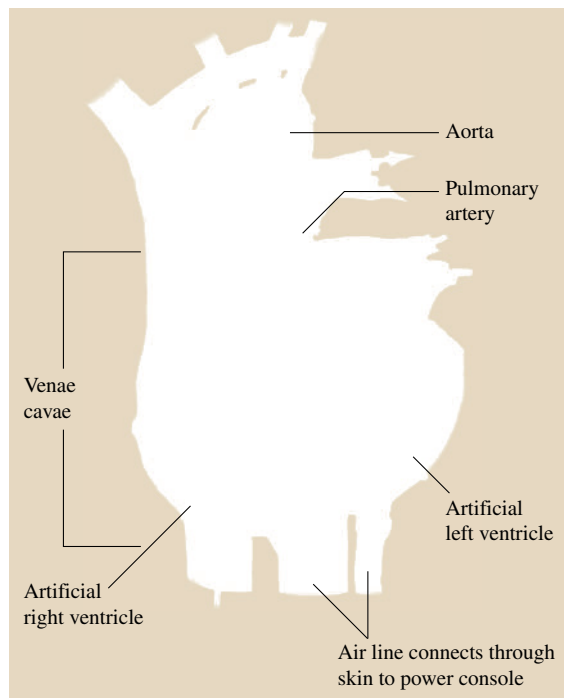 Aorta
Pulmonary
artery
Venae
cavae
Artificial
left ventricle
Artificial
right ventricle
Air line connects through
skin to power console